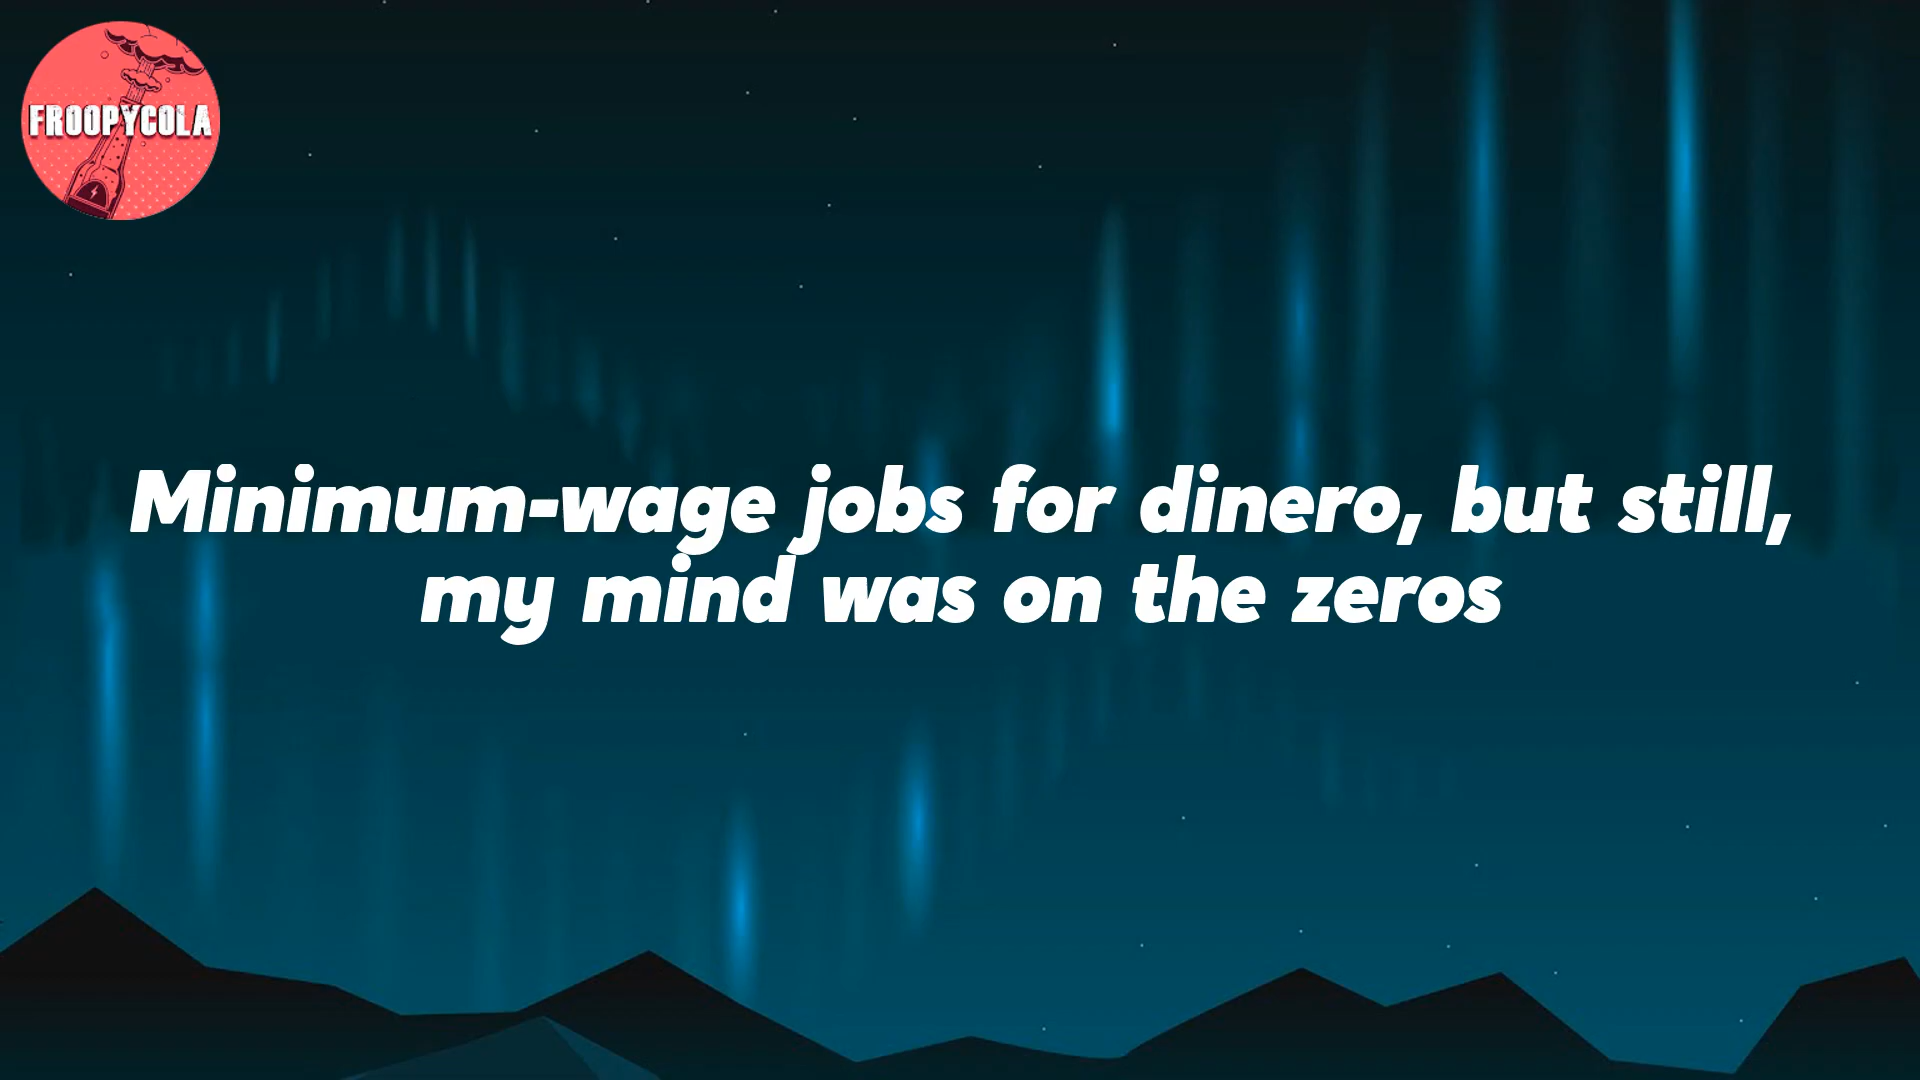 FROOPYCOLA
Minimum-wage jobs for dinero, but still,
my mind was on the zeros